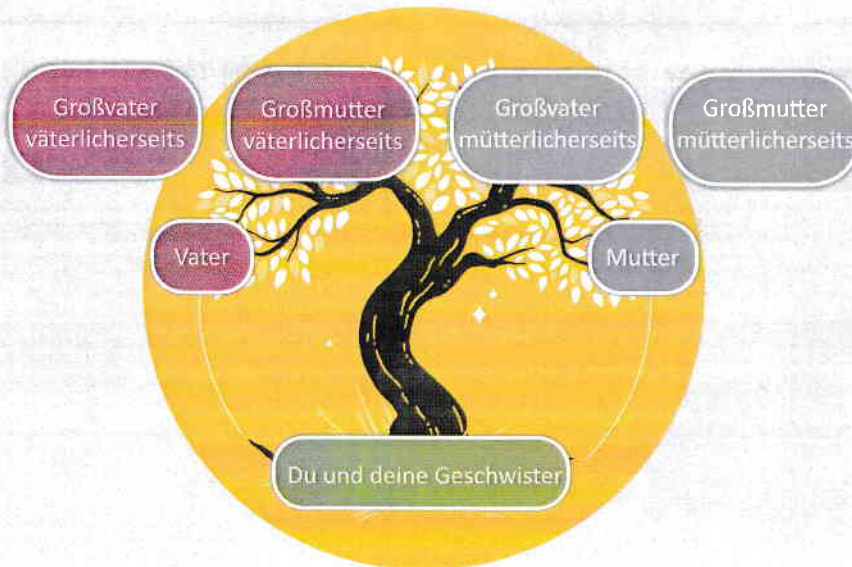 Großvater
väterlicherseits
Großmutter
väterlicherseits
Großvater
mütterlicherseits
Großmutter
mütterlicherseits
Vater
Mutter
Du und deine Geschwister